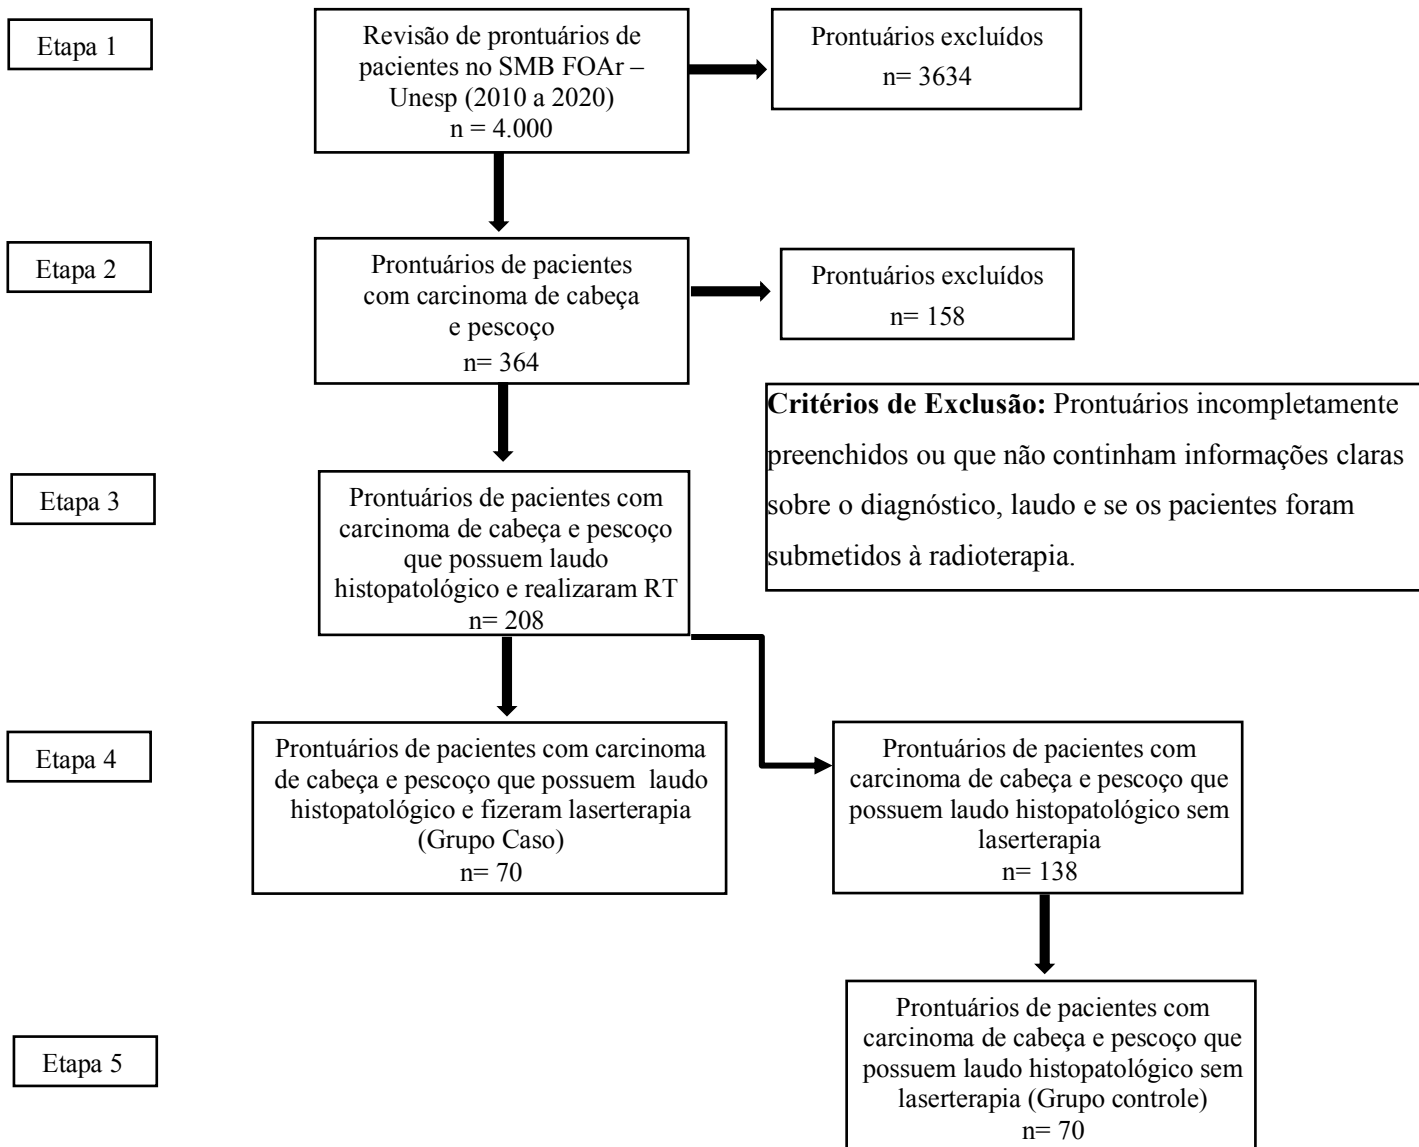 Etapa 1
Revisão de prontuários de
pacientes no SMB FOAr –
Unesp (2010 a 2020)
n = 4.000
Prontuários excluídos
n= 3634
Etapa 2
Prontuários de pacientes
com carcinoma de cabeça
e pescoço
n= 364
Prontuários excluídos
n= 158
Critérios de Exclusão: Prontuários incompletamente
preenchidos ou que não continham informações claras
sobre o diagnóstico, laudo e se os pacientes foram
submetidos à radioterapia.
Etapa 3
Prontuários de pacientes com
carcinoma de cabeça e pescoço
que possuem laudo
histopatológico e realizaram RT
n= 208
Etapa 4
Prontuários de pacientes com carcinoma
de cabeça e pescoço que possuem laudo
histopatológico e fizeram laserterapia
(Grupo Caso)
n= 70
Prontuários de pacientes com
carcinoma de cabeça e pescoço que
possuem laudo histopatológico sem
laserterapia
n= 138
Etapa 5
Prontuários de pacientes com
carcinoma de cabeça e pescoço que
possuem laudo histopatológico sem
laserterapia (Grupo controle)
n= 70